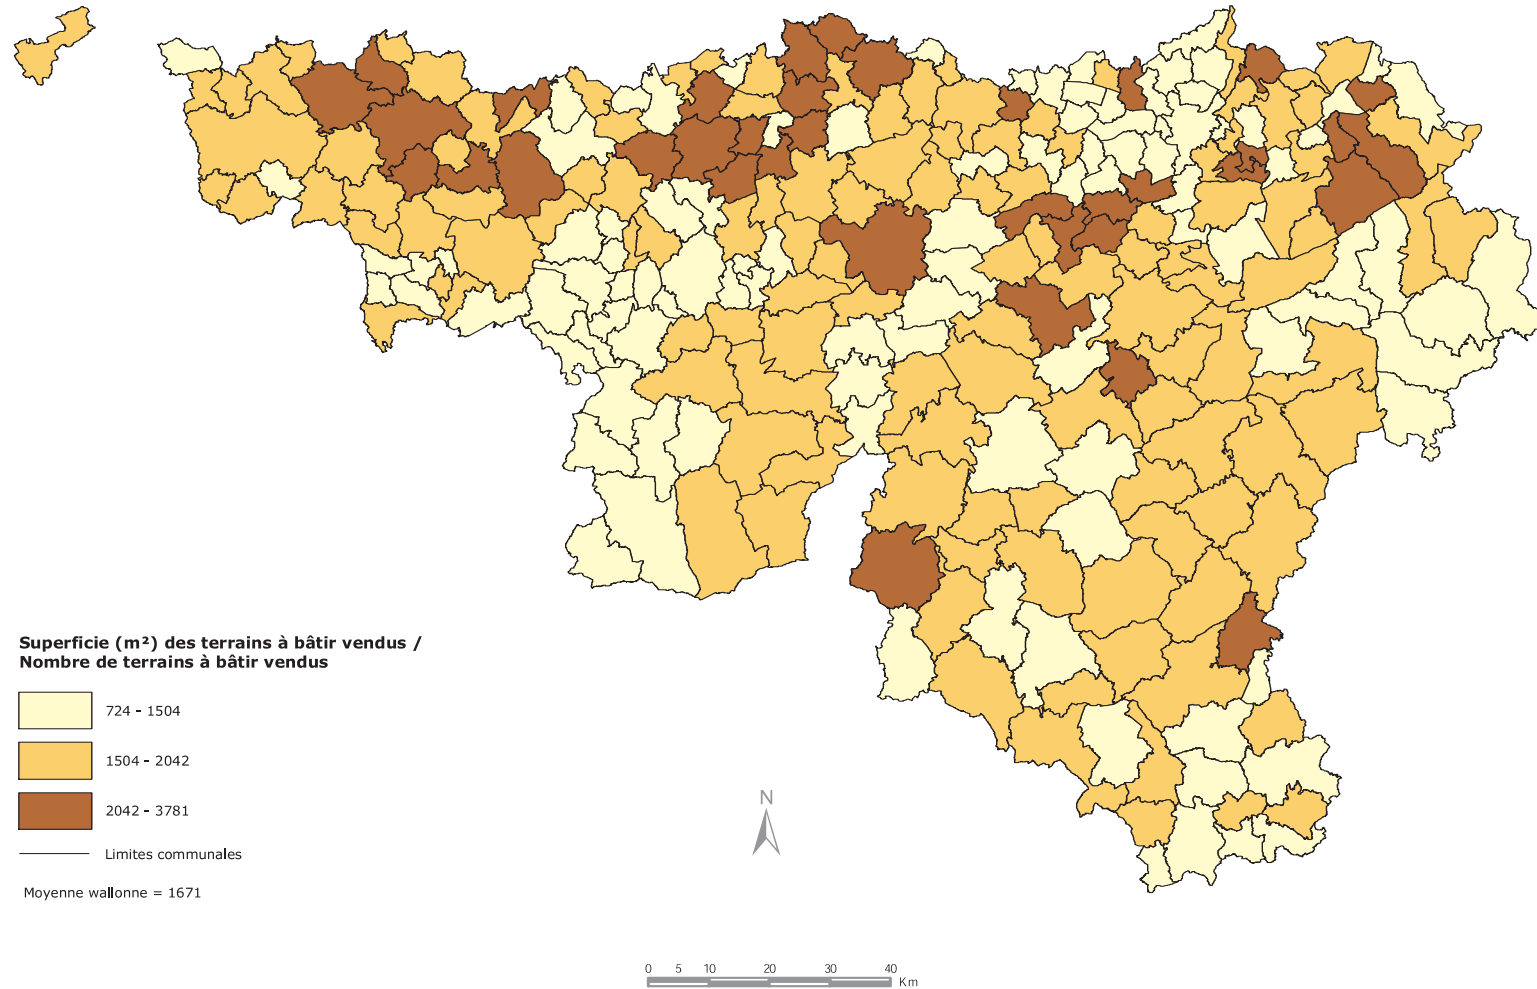 Superficie (m²) des terrains à bâtir vendus /
Nombre de terrains à bâtir vendus
724 - 1504
1504 - 2042
2042 - 3781
Limites communales
Moyenne wallonne = 1671
N
0 5 10 20 30 40
Km